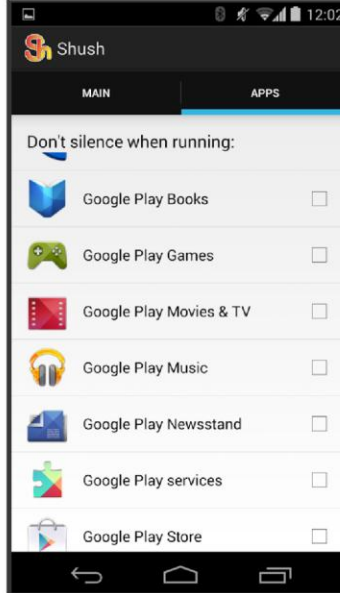 12:02
Sh
Shush
MAIN APPS
Don't silence when running:
Google Play Books
Google Play Games
Google Play Movies & TV
Google Play Music
Google Play Newsstand
Google Play services
Google Play Store